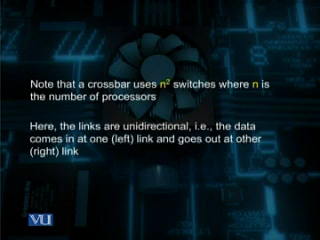 Note that a crossbar uses n² switches where n is
the number of processors
Here, the links are unidirectional, i.e., the data
comes in at one (left) link and goes out at other
(right) link
VU